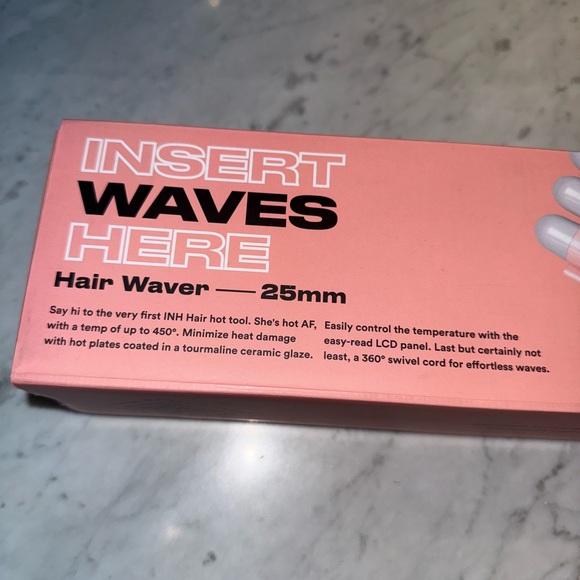 INSERT
WAVES
HERE
Hair Waver — 25mm
Say hi to the very first INH Hair hot tool. She's hot AF,
with a temp of up to 450°. Minimize heat damage
with hot plates coated in a tourmaline ceramic glaze.
Easily control the temperature with the
easy-read LCD panel. Last but certainly not
least, a 360° swivel cord for effortless waves.